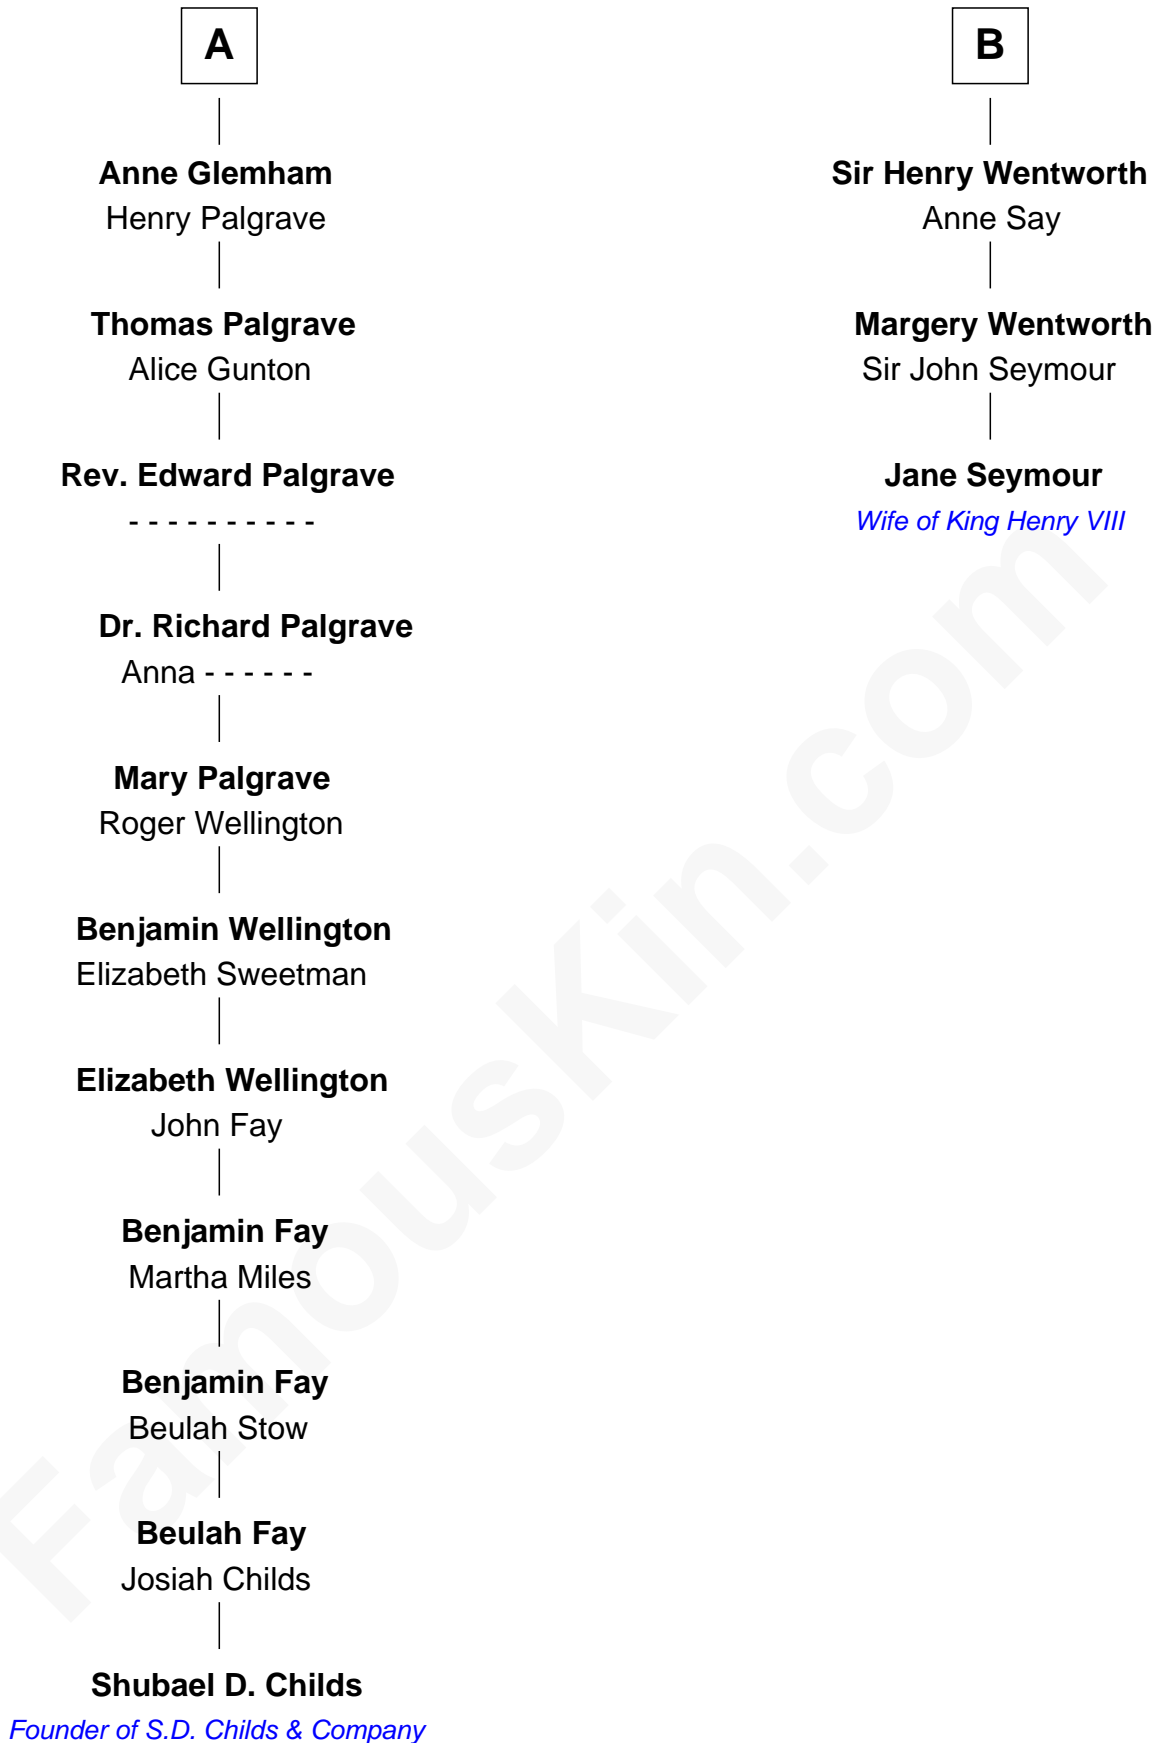 A
Anne Glemham
Henry Palgrave
Thomas Palgrave
Alice Gunton
Rev. Edward Palgrave
- - - - - - - - - -
Dr. Richard Palgrave
Anna - - - - - -
Mary Palgrave
Roger Wellington
Benjamin Wellington
Elizabeth Sweetman
Elizabeth Wellington
John Fay
Benjamin Fay
Martha Miles
Benjamin Fay
Beulah Stow
Beulah Fay
Josiah Childs
Shubael D. Childs
Founder of S.D. Childs & Company
B
Sir Henry Wentworth
Anne Say
Margery Wentworth
Sir John Seymour
Jane Seymour
Wife of King Henry VIII
FamousKin.com